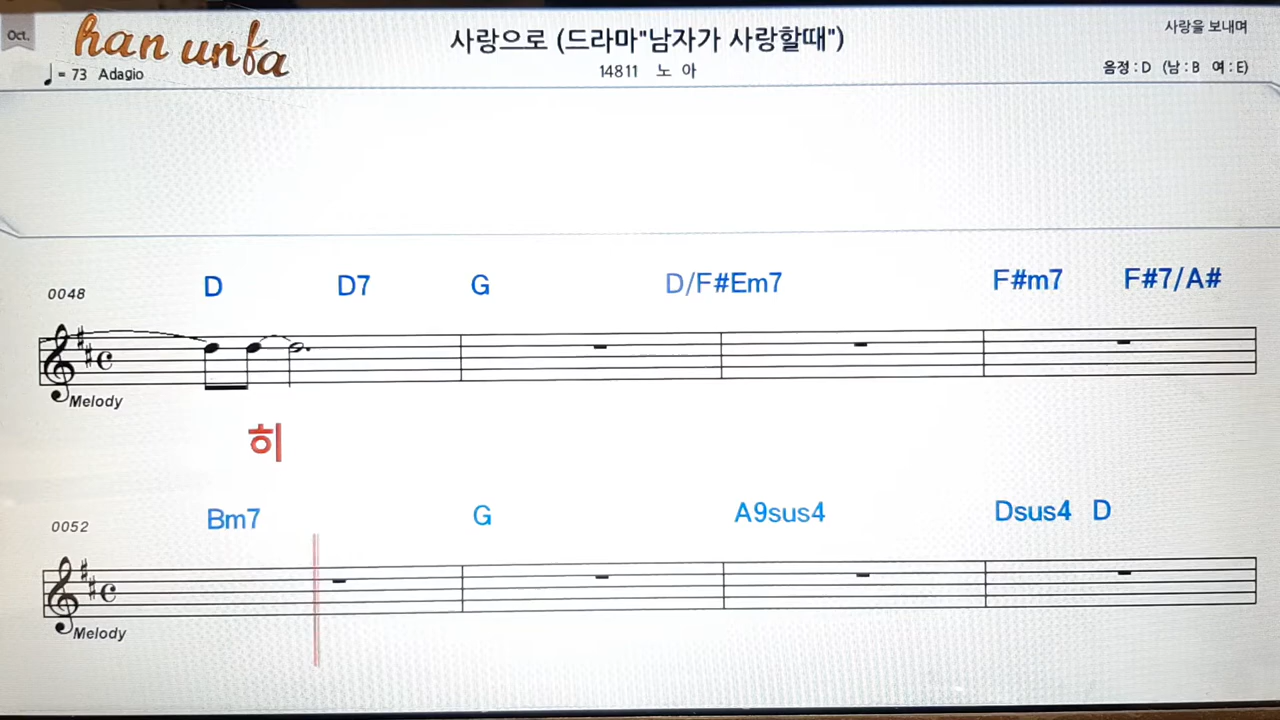 Oct.
han unfa
사랑으로 (드라마"남자가 사랑할때")
사랑을 보내며
♩= 73 Adagio
14811 노 아
음정 : D (남 : B 여 : E)
0048 D D7 G D/F#Em7 F#m7 F#7/A#
Melody
히
0052 Bm7 G A9sus4 Dsus4 D
Melody